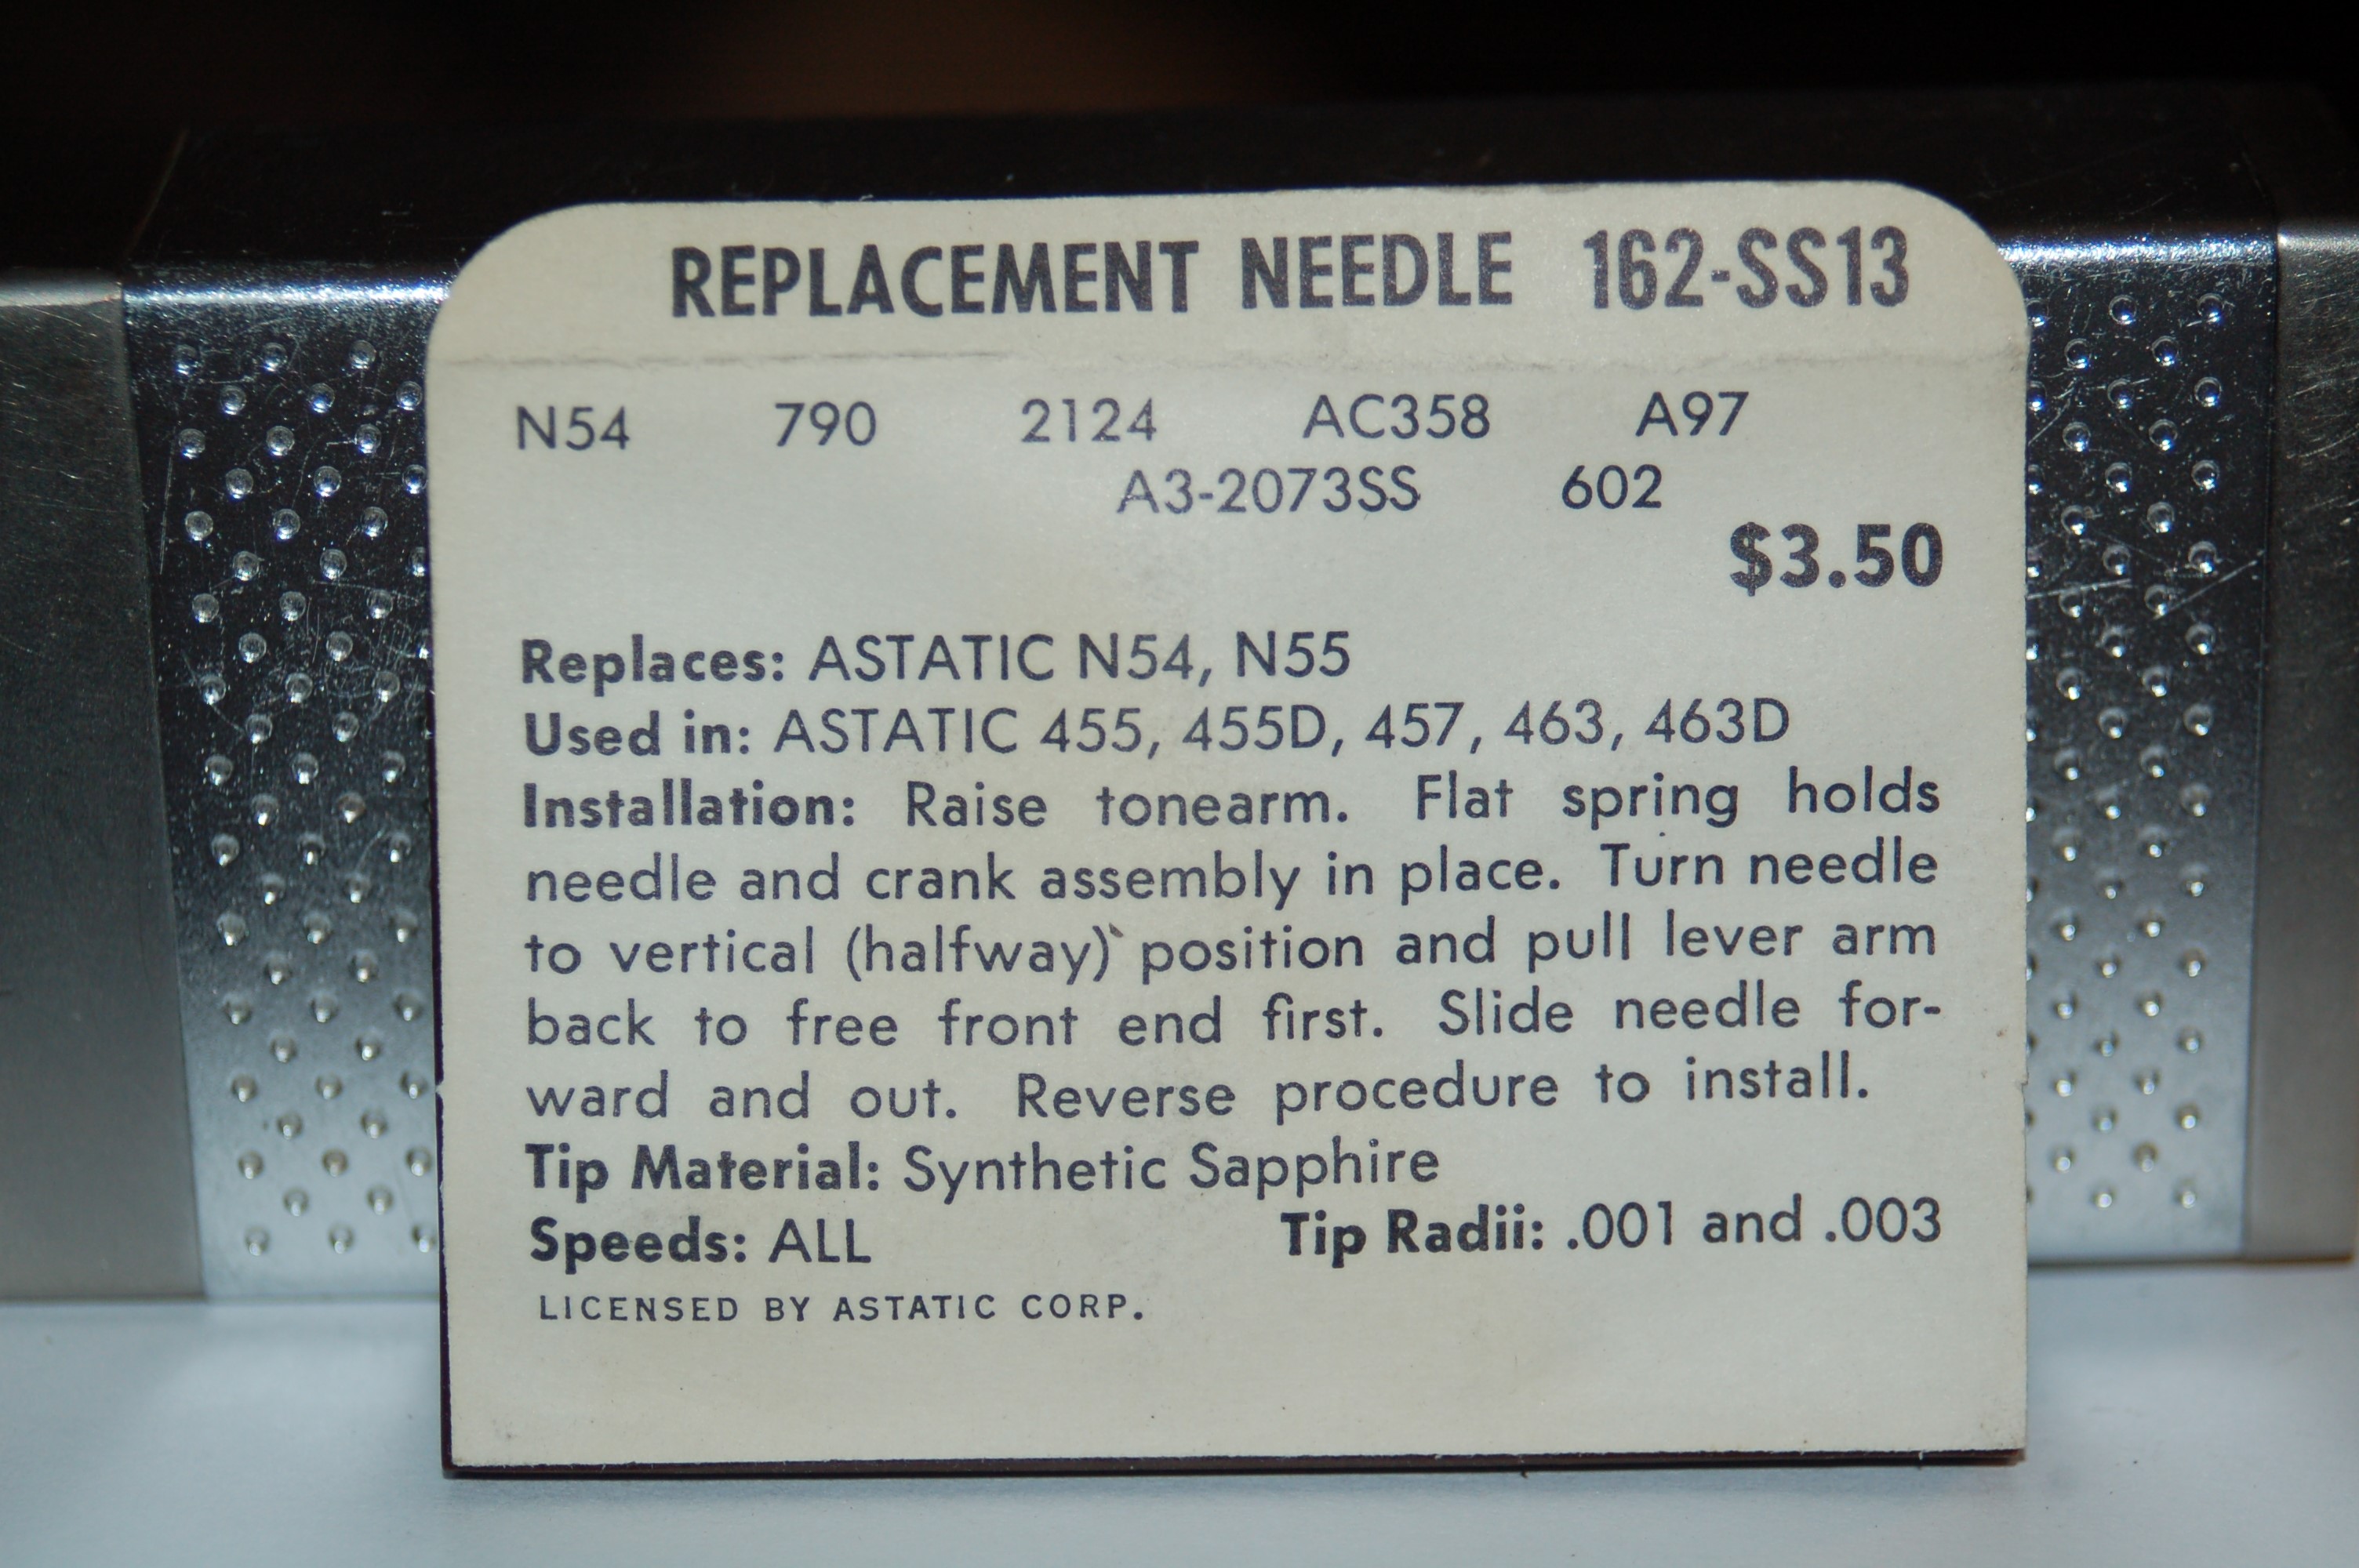 REPLACEMENT NEEDLE 162-SS13
N54 790 2124 AC358 A97
A3-2073SS 602
$3.50
Replaces: ASTATIC N54, N55
Used in: ASTATIC 455, 455D, 457, 463, 463D
Installation: Raise tonearm. Flat spring holds
needle and crank assembly in place. Turn needle
to vertical (halfway) position and pull lever arm
back to free front end first. Slide needle for-
ward and out. Reverse procedure to install.
Tip Material: Synthetic Sapphire
Speeds: ALL Tip Radii: .001 and .003
LICENSED BY ASTATIC CORP.